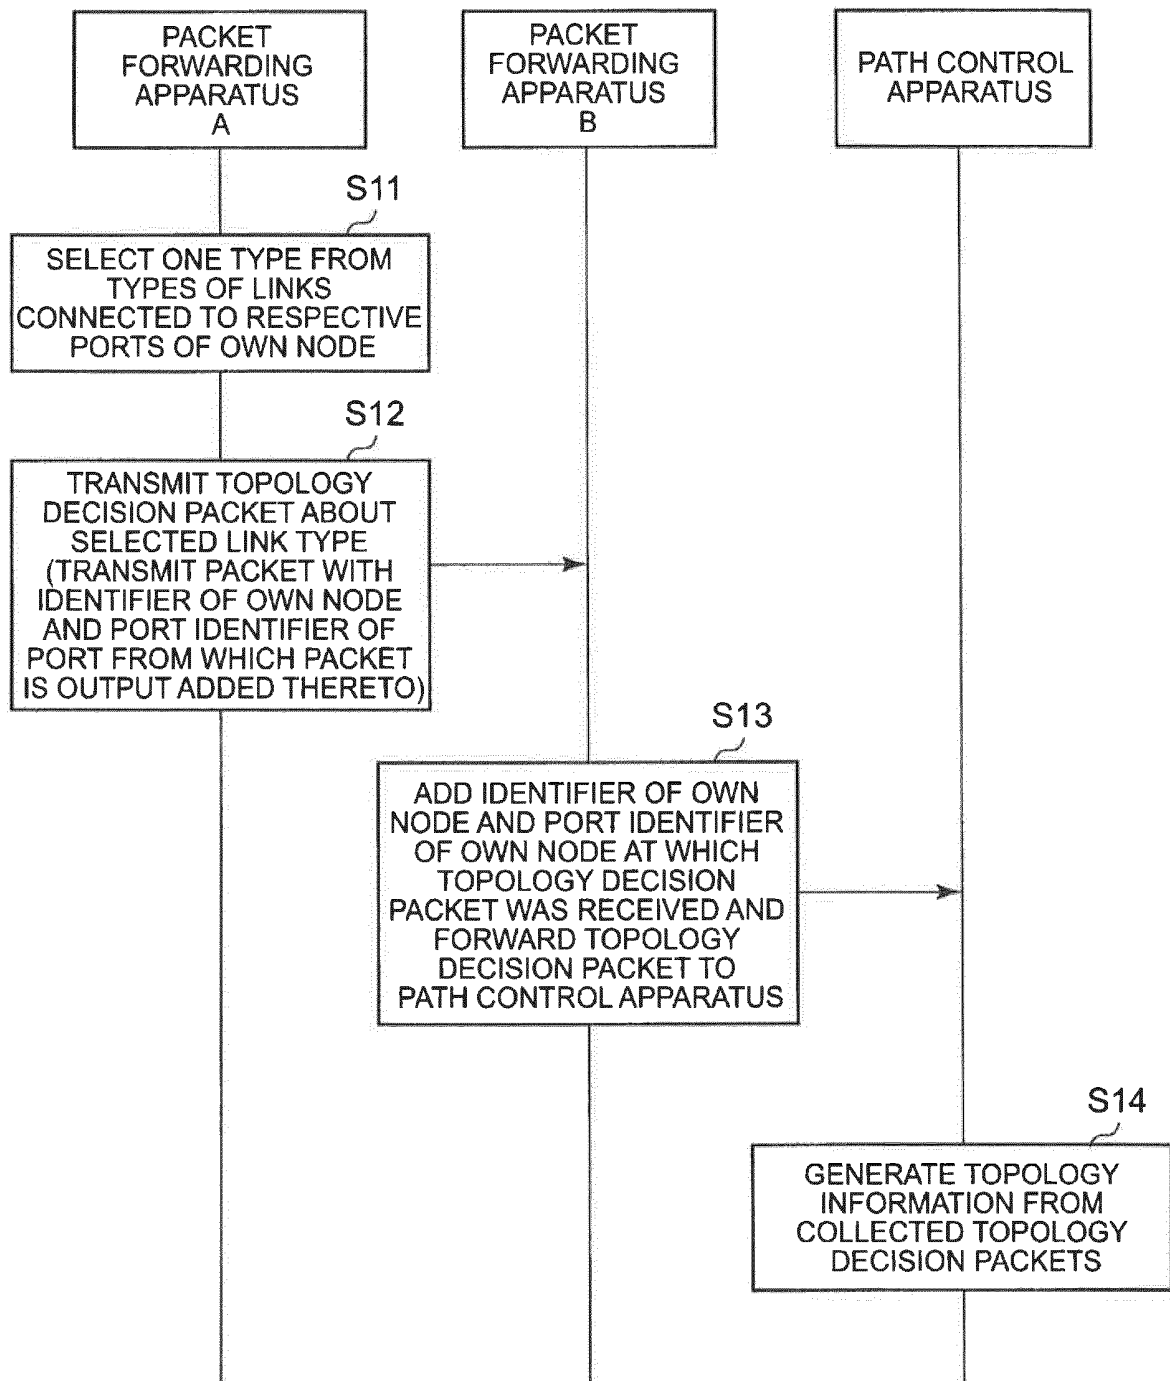 PACKET
FORWARDING
APPARATUS
A
PACKET
FORWARDING
APPARATUS
B
PATH CONTROL
APPARATUS
S11
SELECT ONE TYPE FROM
TYPES OF LINKS
CONNECTED TO RESPECTIVE
PORTS OF OWN NODE
S12
TRANSMIT TOPOLOGY
DECISION PACKET ABOUT
SELECTED LINK TYPE
(TRANSMIT PACKET WITH
IDENTIFIER OF OWN NODE
AND PORT IDENTIFIER OF
PORT FROM WHICH PACKET
IS OUTPUT ADDED THERETO)
S13
ADD IDENTIFIER OF OWN
NODE AND PORT IDENTIFIER
OF OWN NODE AT WHICH
TOPOLOGY DECISION
PACKET WAS RECEIVED AND
FORWARD TOPOLOGY
DECISION PACKET TO
PATH CONTROL APPARATUS
S14
GENERATE TOPOLOGY
INFORMATION FROM
COLLECTED TOPOLOGY
DECISION PACKETS